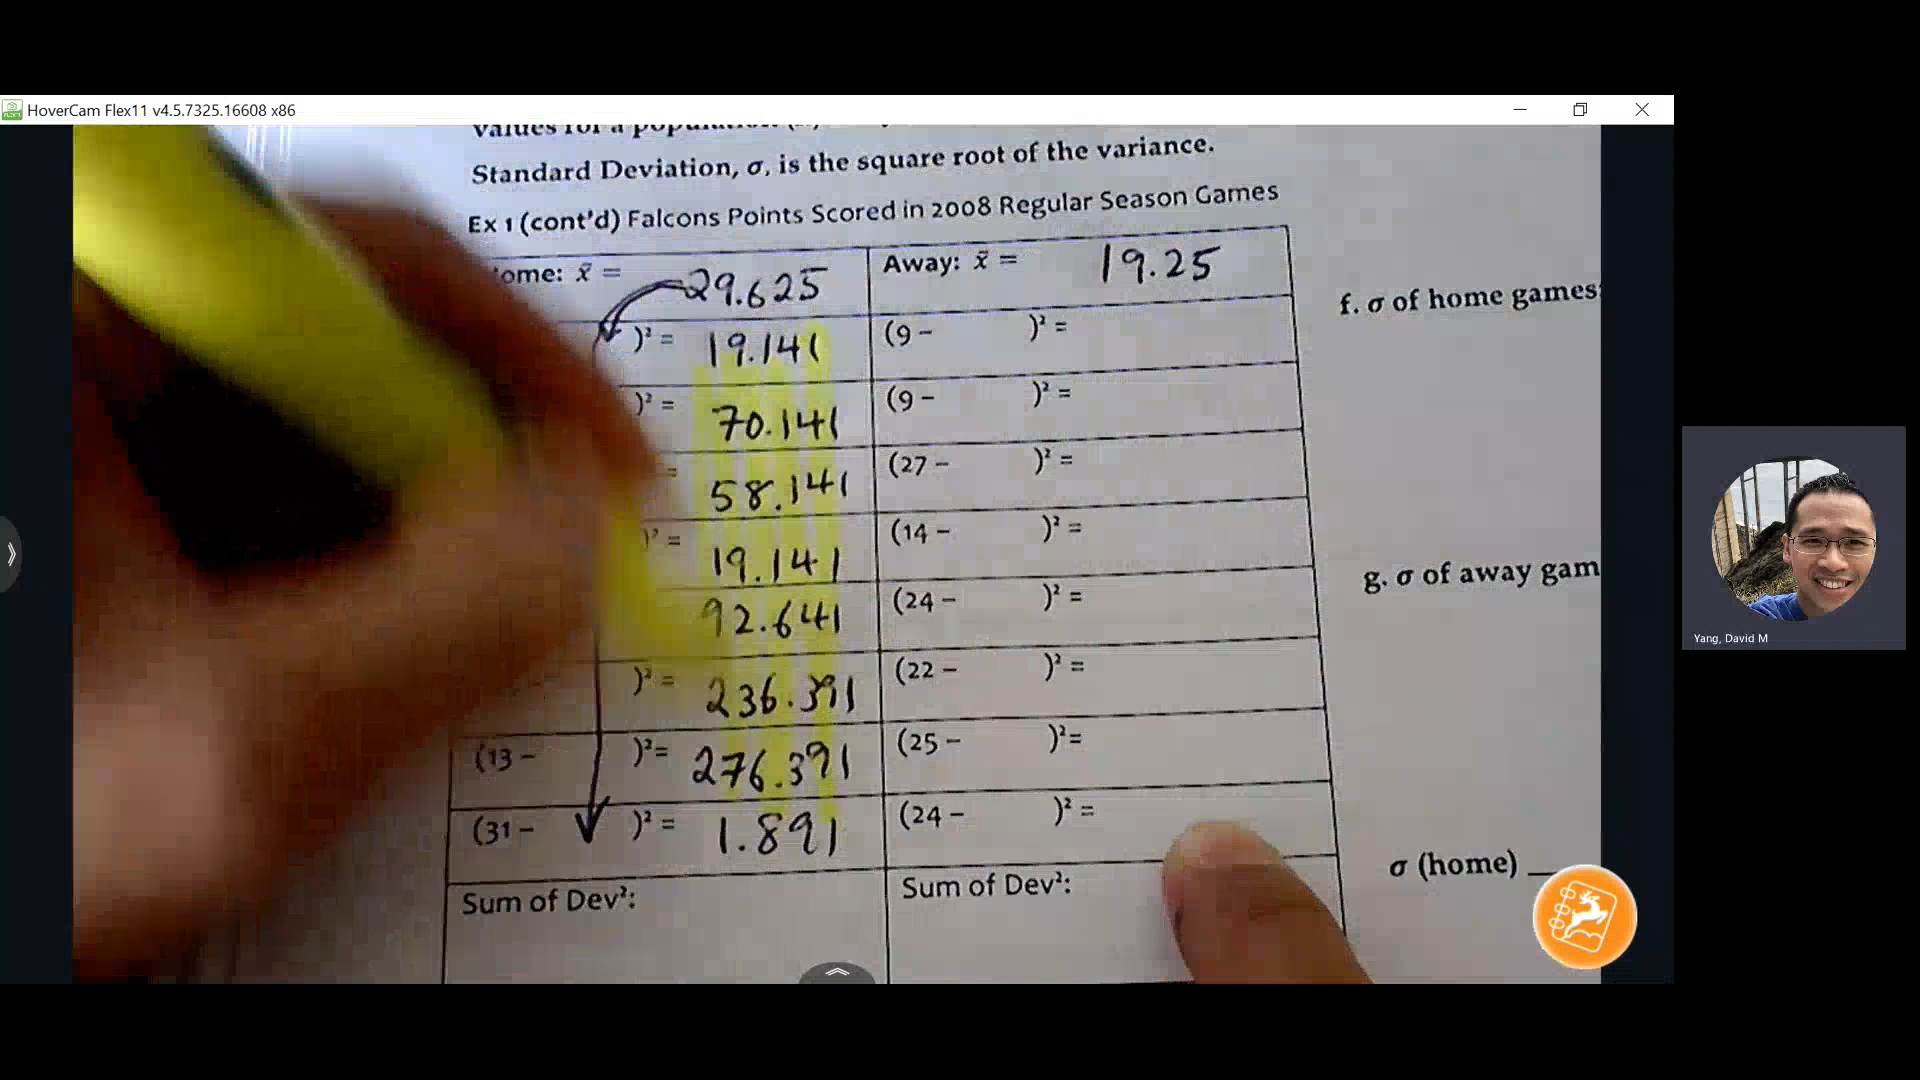 HoverCam Flex11 v4.5.7325.16608 x86
values for a
Standard Deviation, σ, is the square root of the variance.
Ex 1 (cont'd) Falcons Points Scored in 2008 Regular Season Games
ome: x̄ = 29.625
Away: x̄ = 19.25
)² = 19.141
(9 – )² =
)² = 70.141
(9 – )² =
= 58.141
(27 – )² =
)² = 19.141
(14 – )² =
92.641
(24 – )² =
)² = 236.391
(22 – )² =
(13 – )² = 276.391
(25 – )² =
(31 – )² = 1.891
(24 – )² =
Sum of Dev²:
Sum of Dev²:
f. σ of home games
g. σ of away gam
σ (home) __
Yang, David M